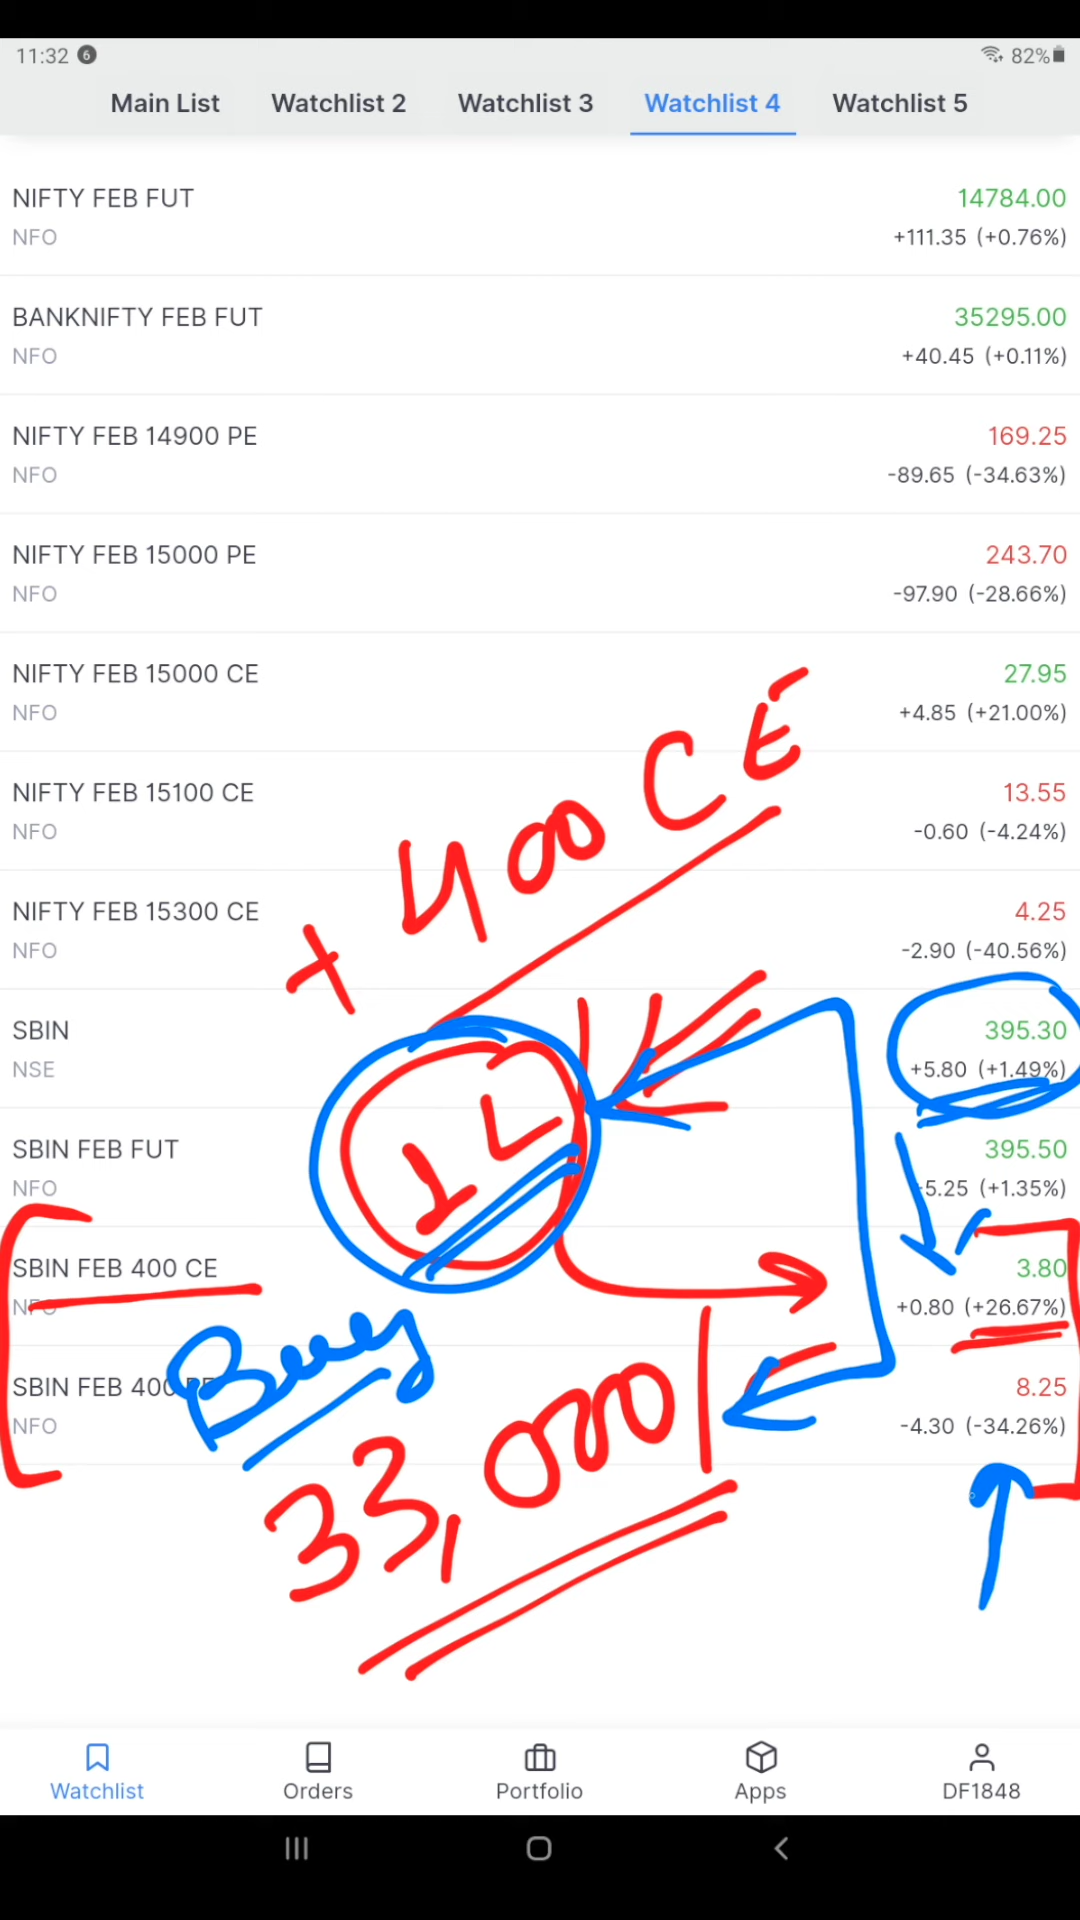 11:32 6 82%
Main List Watchlist 2 Watchlist 3 Watchlist 4 Watchlist 5
NIFTY FEB FUT 14784.00
NFO +111.35 (+0.76%)
BANKNIFTY FEB FUT 35295.00
NFO +40.45 (+0.11%)
NIFTY FEB 14900 PE 169.25
NFO -89.65 (-34.63%)
NIFTY FEB 15000 PE 243.70
NFO -97.90 (-28.66%)
NIFTY FEB 15000 CE 27.95
NFO +4.85 (+21.00%)
NIFTY FEB 15100 CE 13.55
NFO -0.60 (-4.24%)
NIFTY FEB 15300 CE 4.25
NFO -2.90 (-40.56%)
+ 400 CE
SBIN 395.30
NSE +5.80 (+1.49%)
1 L
SBIN FEB FUT 395.50
NFO 5.25 (+1.35%)
SBIN FEB 400 CE 3.80
NFO +0.80 (+26.67%)
Buy
SBIN FEB 400 PE 8.25
NFO -4.30 (-34.26%)
33,000/
Watchlist Orders Portfolio Apps DF1848